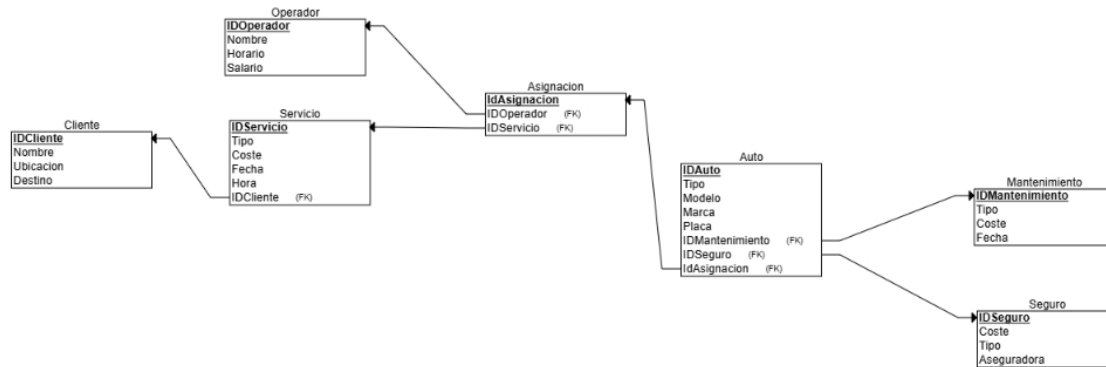 Operador
IDOperador
Nombre
Horario
Salario
Asignacion
IdAsignacion
IDOperador (FK)
IDServicio (FK)
Servicio
IDServicio
Tipo
Coste
Fecha
Hora
IDCliente (FK)
Cliente
IDCliente
Nombre
Ubicacion
Destino
Auto
IDAuto
Tipo
Modelo
Marca
Placa
IDMantenimiento (FK)
IDSeguro (FK)
IdAsignacion (FK)
Mantenimiento
IDMantenimiento
Tipo
Coste
Fecha
Seguro
IDSeguro
Coste
Tipo
Aseguradora